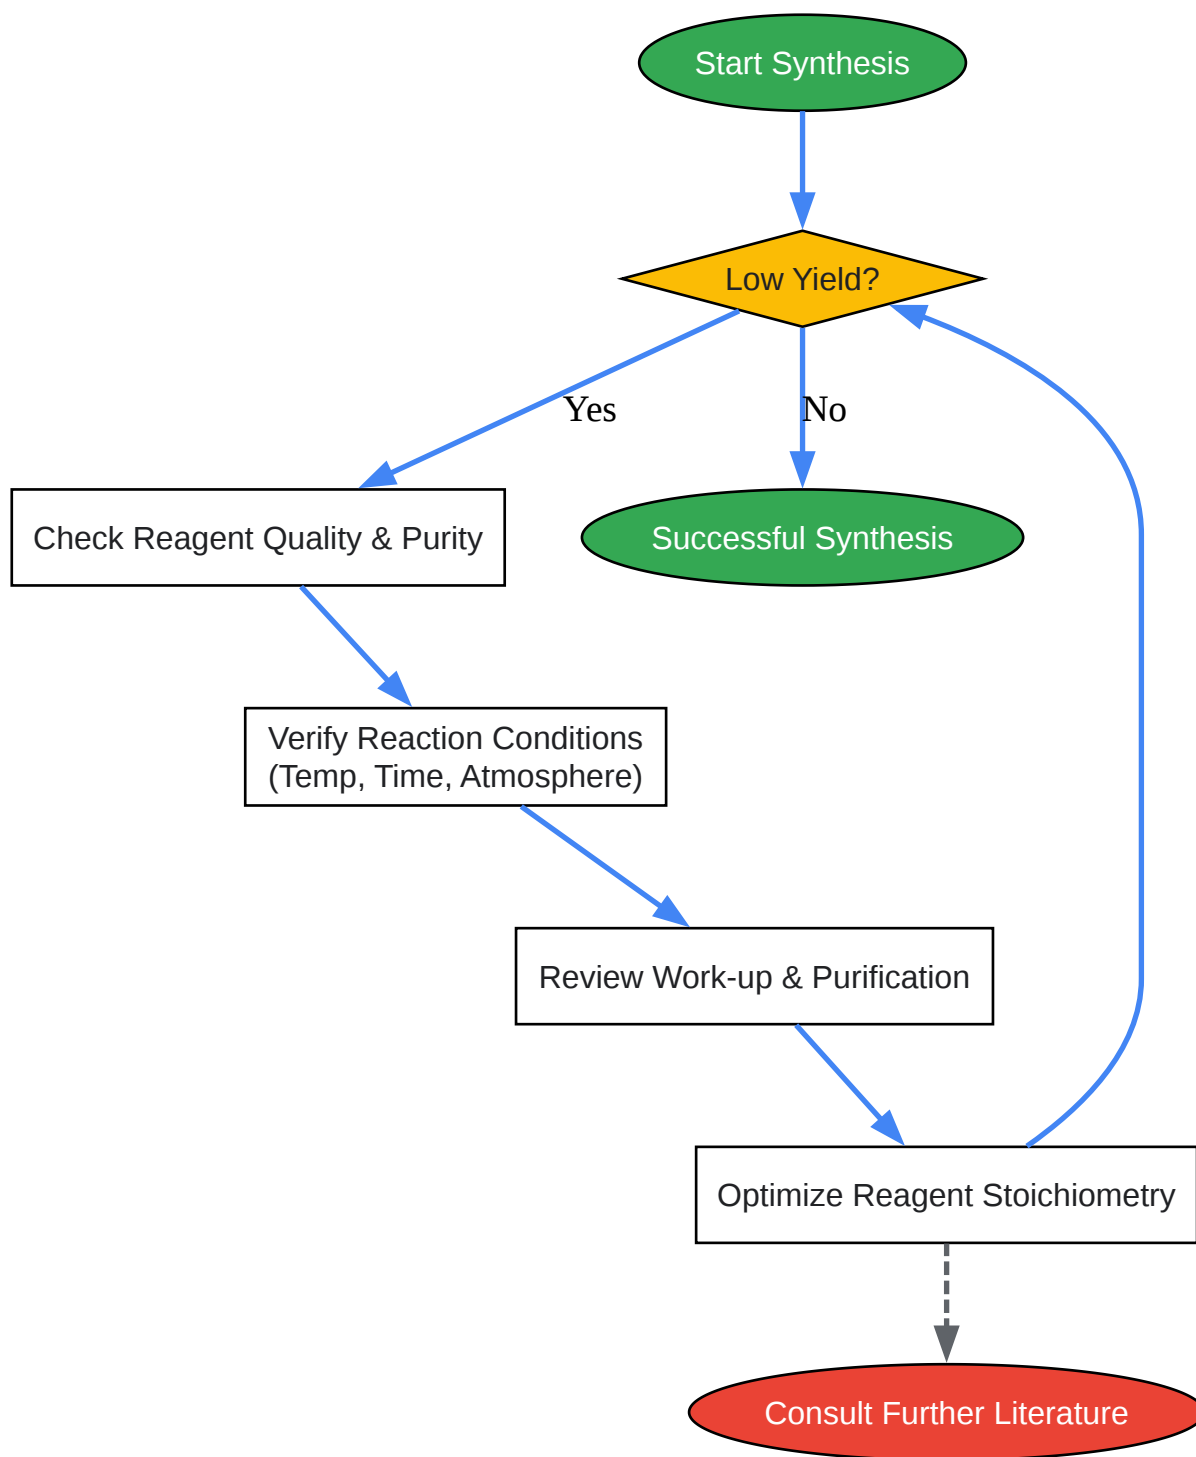 Start Synthesis
Low Yield?
Yes
No
Check Reagent Quality & Purity
Successful Synthesis
Verify Reaction Conditions
(Temp, Time, Atmosphere)
Review Work-up & Purification
Optimize Reagent Stoichiometry
Consult Further Literature